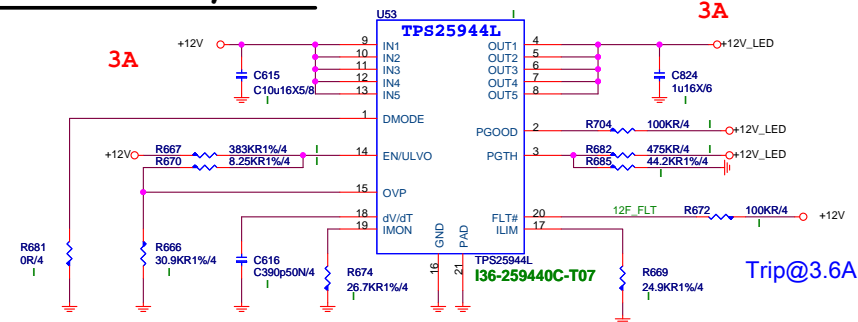 3A
3A
U53
TPS25944L
+12V
9 IN1 OUT1 4 +12V_LED
10 IN2 OUT2 5
11 IN3 OUT3 6
12 IN4 OUT4 7
13 IN5 OUT5 8
C615
C10u16X5/8
C824
1u16X/6
1 DMODE
PGOOD 2 R704 100KR/4 +12V_LED
+12V R667 383KR1%/4
R670 8.25KR1%/4
14 EN/ULVO
PGTH 3 R682 475KR/4 +12V_LED
R685 44.2KR1%/4
15 OVP
18 dV/dT
19 IMON
FLT# 20 12F_FLT R672 100KR/4 +12V
ILIM 17
GND
PAD
16
21
TPS25944L
I36-259440C-T07
R681
0R/4
R666
30.9KR1%/4
C616
C390p50N/4
R674
26.7KR1%/4
R669
24.9KR1%/4
Trip@3.6A